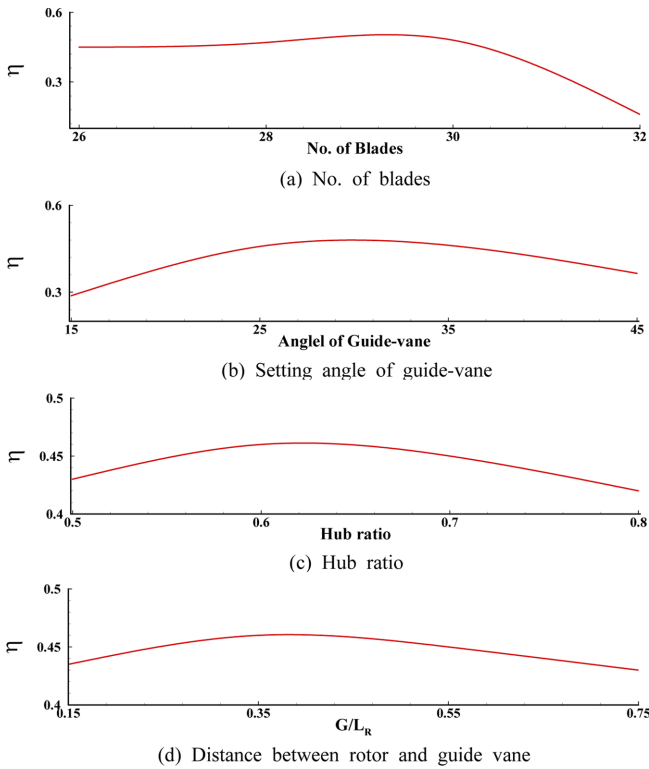 0.6
0.3
η
26 28 30 32
No. of Blades
(a) No. of blades
0.6
0.3
η
15 25 35 45
Anglel of Guide-vane
(b) Setting angle of guide-vane
0.5
0.45
0.4
η
0.5 0.6 0.7 0.8
Hub ratio
(c) Hub ratio
0.5
0.45
0.4
η
0.15 0.35 0.55 0.75
G/L_R
(d) Distance between rotor and guide vane